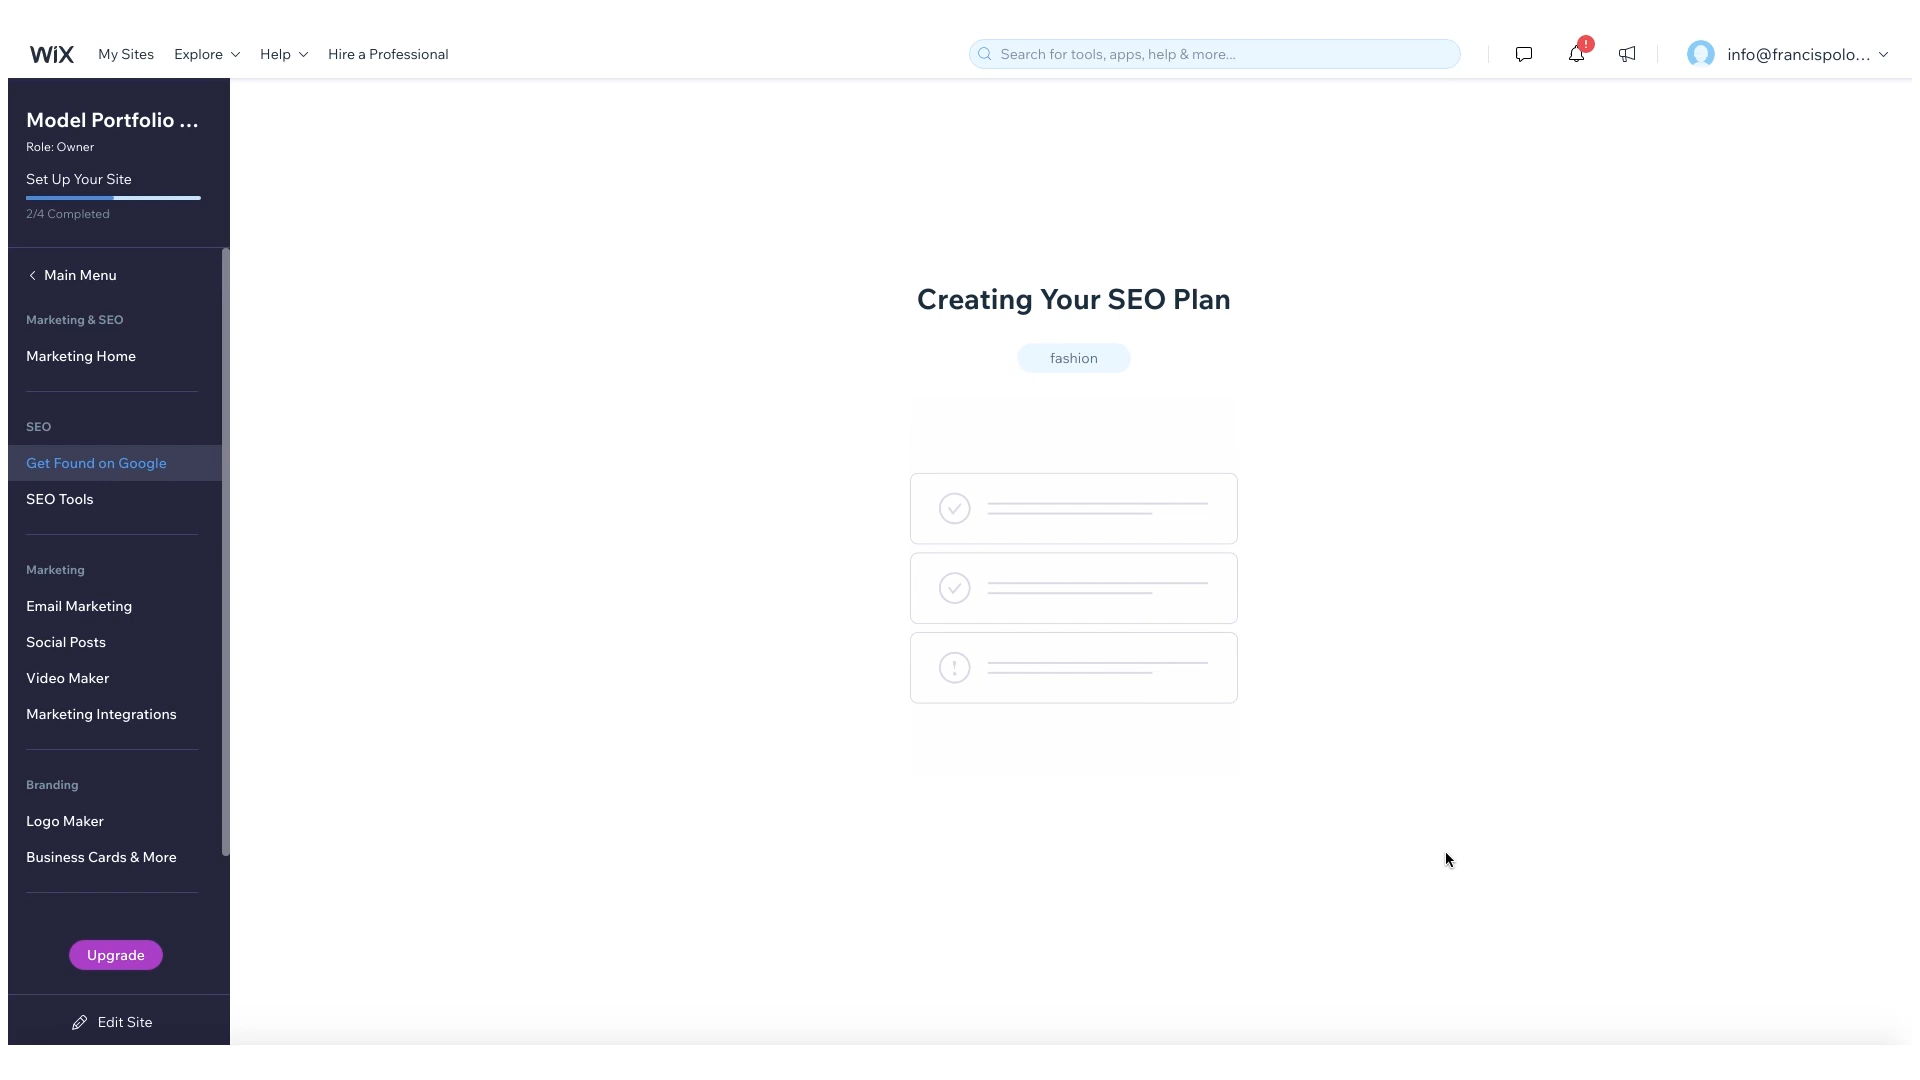 WiX My Sites Explore Help Hire a Professional Search for tools, apps, help & more... ! info@francispolo...
Model Portfolio ...
Role: Owner
Set Up Your Site
2/4 Completed
Main Menu
Marketing & SEO
Marketing Home
SEO
Get Found on Google
SEO Tools
Marketing
Email Marketing
Social Posts
Video Maker
Marketing Integrations
Branding
Logo Maker
Business Cards & More
Upgrade
Edit Site
Creating Your SEO Plan
fashion